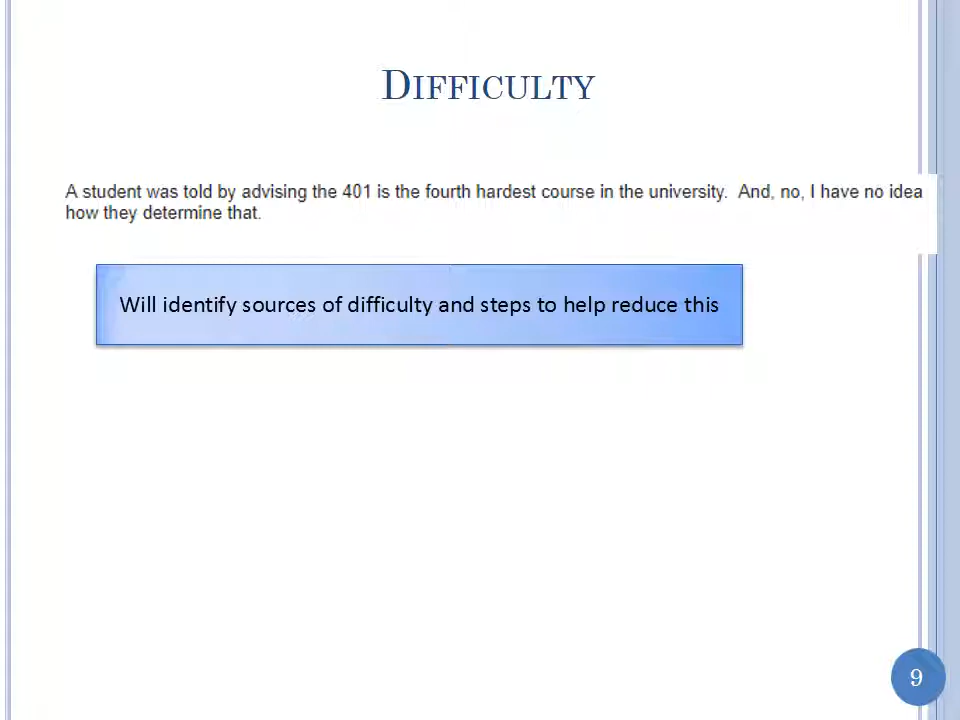 DIFFICULTY
A student was told by advising the 401 is the fourth hardest course in the university.  And, no, I have no idea
how they determine that.
Will identify sources of difficulty and steps to help reduce this
9